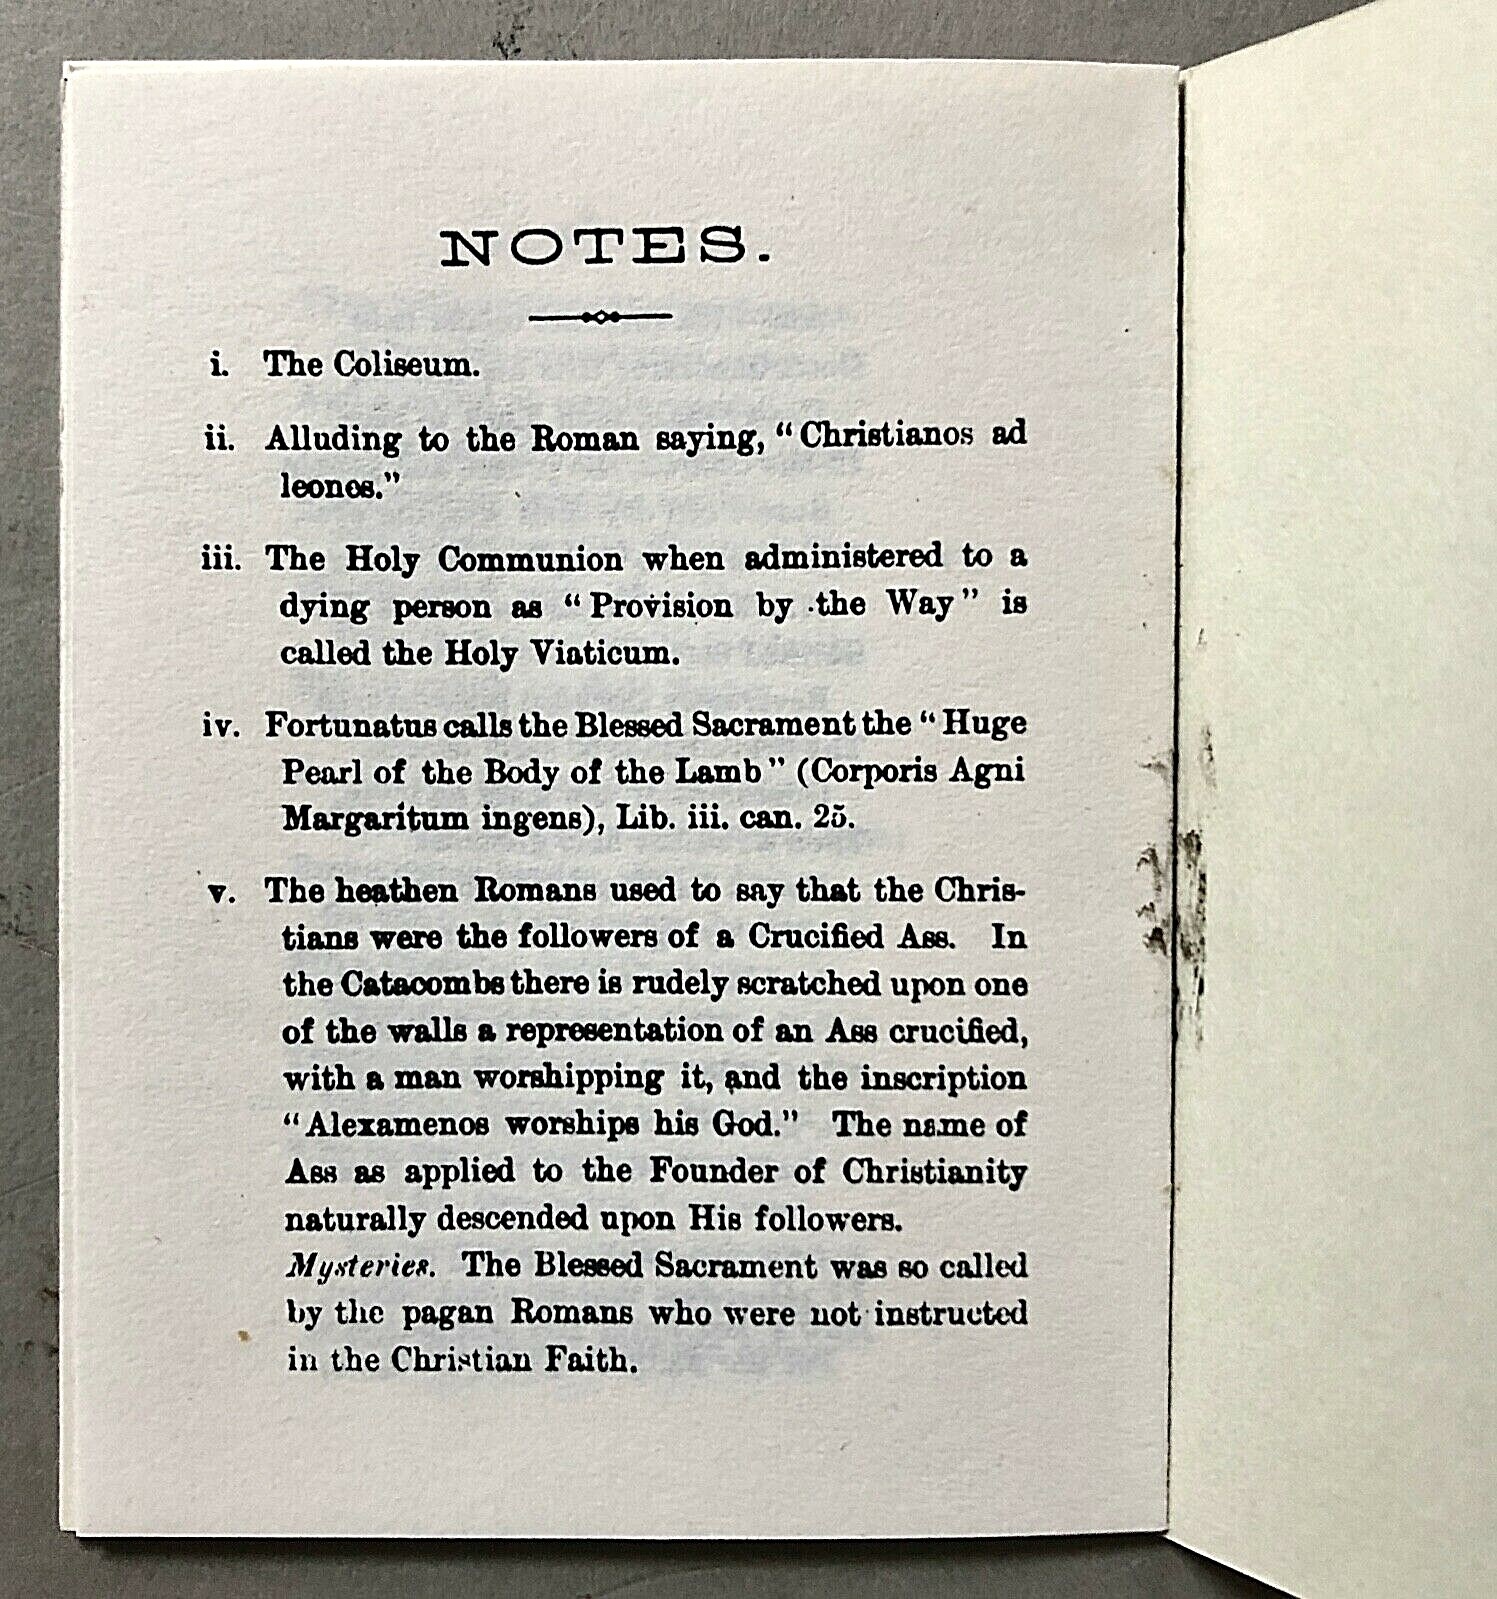 NOTES.
i. The Coliseum.
ii. Alluding to the Roman saying, “Christianos ad
leones.”
iii. The Holy Communion when administered to a
dying person as “Provision by the Way” is
called the Holy Viaticum.
iv. Fortunatus calls the Blessed Sacrament the “Huge
Pearl of the Body of the Lamb” (Corporis Agni
Margaritum ingens), Lib. iii. can. 25.
v. The heathen Romans used to say that the Chris-
tians were the followers of a Crucified Ass. In
the Catacombs there is rudely scratched upon one
of the walls a representation of an Ass crucified,
with a man worshipping it, and the inscription
“Alexamenos worships his God.” The name of
Ass as applied to the Founder of Christianity
naturally descended upon His followers.
Mysteries. The Blessed Sacrament was so called
by the pagan Romans who were not instructed
in the Christian Faith.